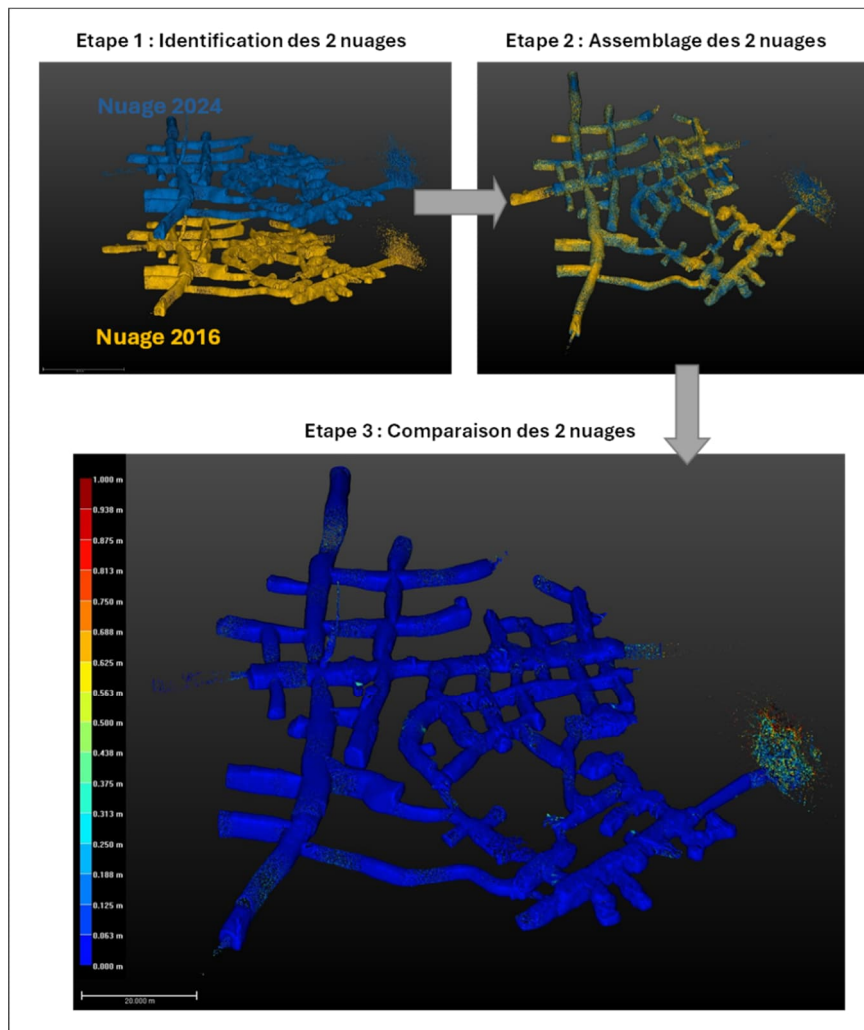 Etape 1 : Identification des 2 nuages
Etape 2 : Assemblage des 2 nuages
Nuage 2024
Nuage 2016
Etape 3 : Comparaison des 2 nuages
1.000 m
0.938 m
0.875 m
0.813 m
0.750 m
0.688 m
0.625 m
0.563 m
0.500 m
0.438 m
0.375 m
0.313 m
0.250 m
0.188 m
0.125 m
0.063 m
0.000 m
20.000 m